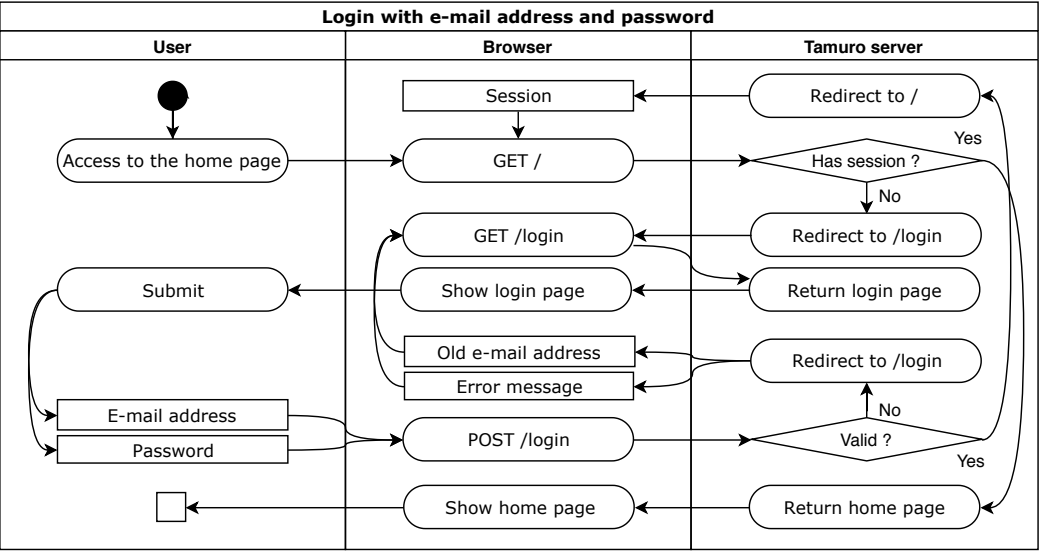 Login with e-mail address and password
User
Browser
Tamuro server
Session
Redirect to /
Access to the home page
GET /
Has session ?
Yes
No
GET /login
Redirect to /login
Submit
Show login page
Return login page
Old e-mail address
Redirect to /login
Error message
E-mail address
No
Password
POST /login
Valid ?
Yes
Show home page
Return home page